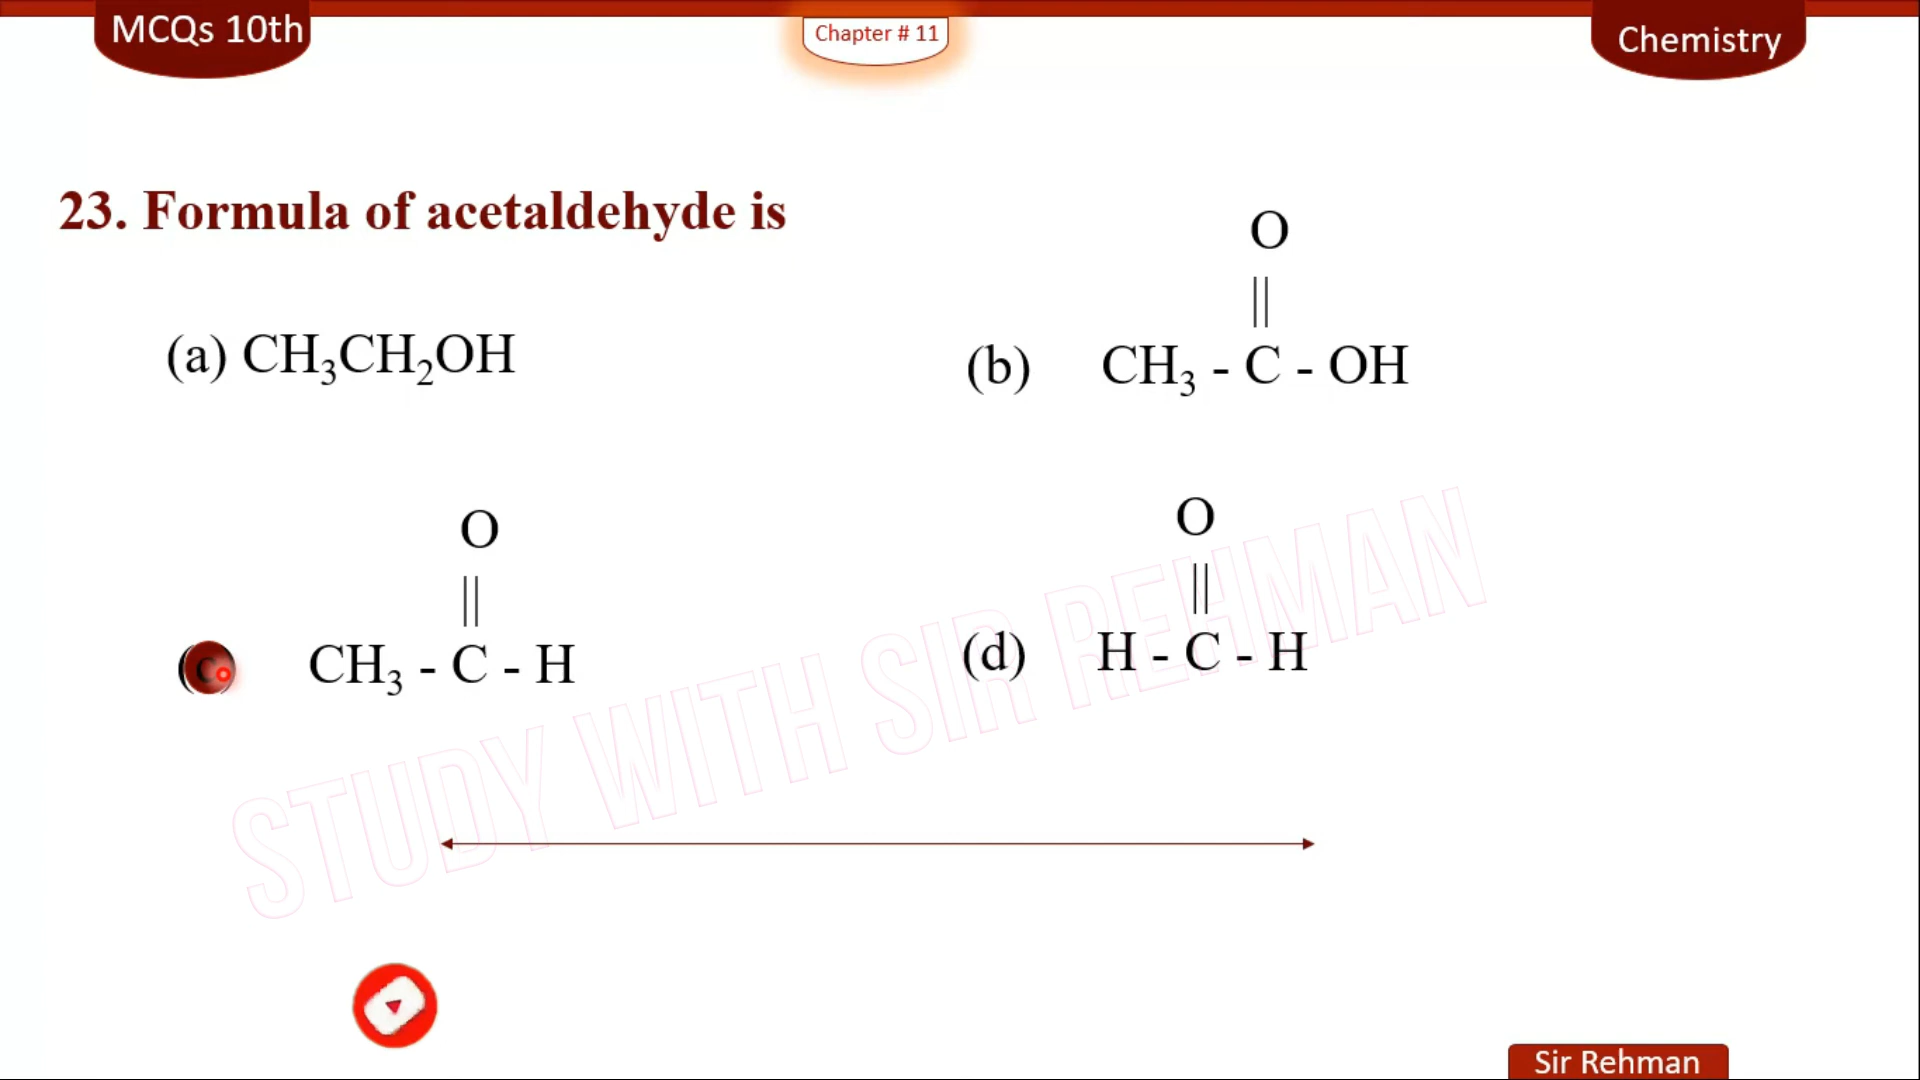 MCQs 10th
Chapter # 11
Chemistry
23. Formula of acetaldehyde is
(a) CH₃CH₂OH
O
||
(b) CH₃ - C - OH
O
||
(c) CH₃ - C - H
O
||
(d) H - C - H
STUDY WITH SIR REHMAN
Sir Rehman